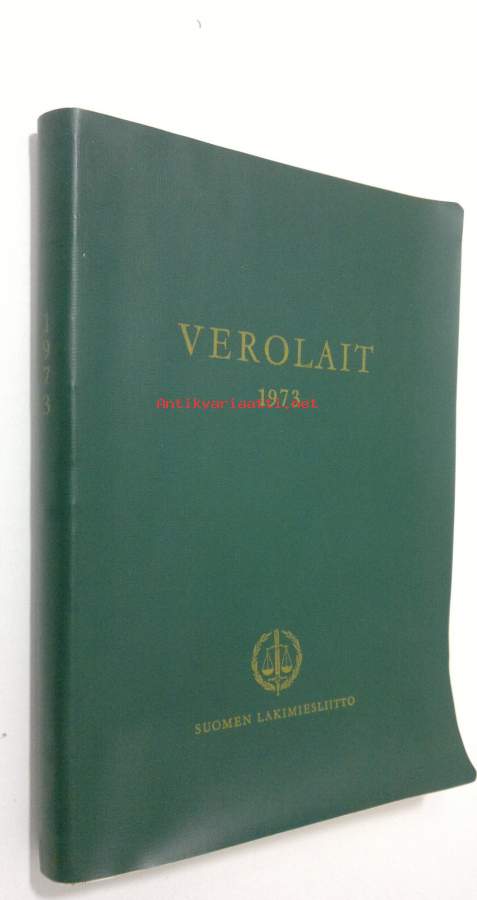 VEROLAIT
1973
Antikvariaatti.net
SUOMEN LAKIMIESLIITTO
1973